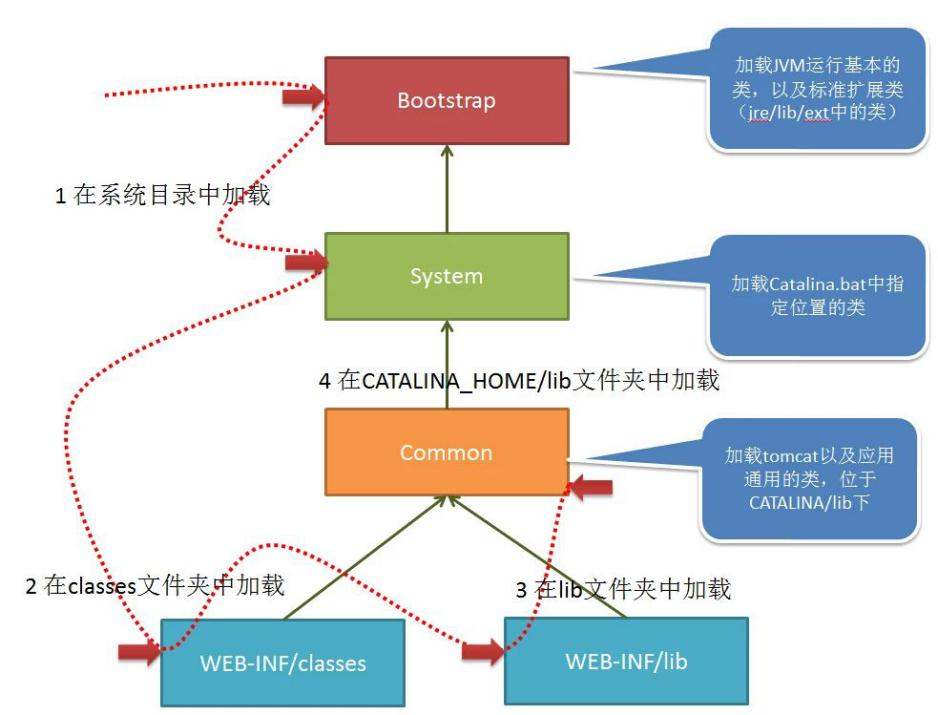 Bootstrap
加载JVM运行基本的
类，以及标准扩展类
（jre/lib/ext中的类）
1 在系统目录中加载
System
加载Catalina.bat中指
定位置的类
4 在CATALINA_HOME/lib文件夹中加载
Common
加载tomcat以及应用
通用的类，位于
CATALINA/lib下
2 在classes文件夹中加载
3 在lib文件夹中加载
WEB-INF/classes
WEB-INF/lib